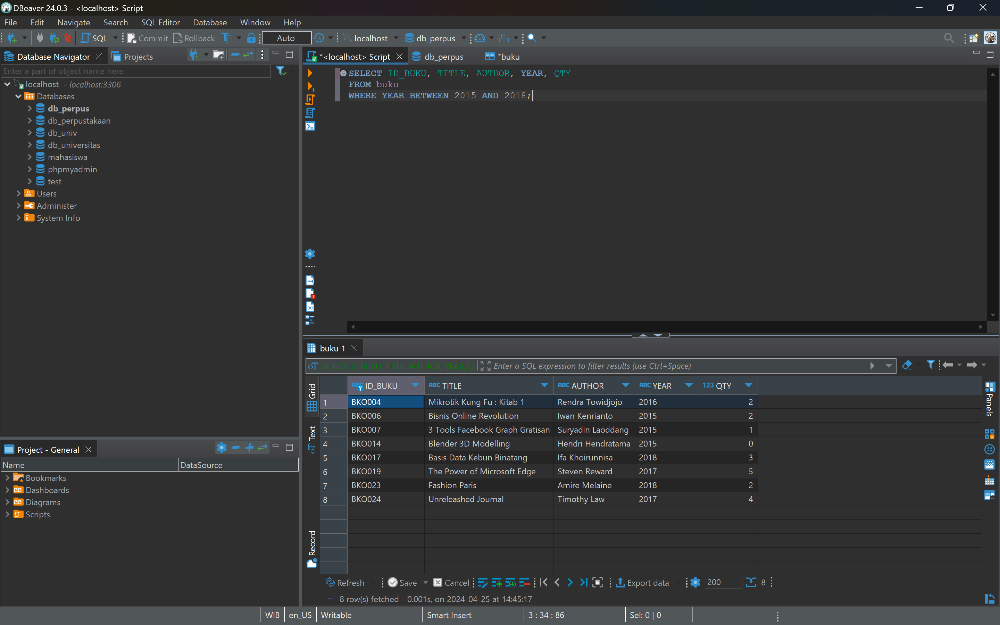 DBeaver 24.0.3 - <localhost> Script
File Edit Navigate Search SQL Editor Database Window Help
SQL Commit Rollback Auto localhost db_perpus
Database Navigator Projects
Enter a part of object name here
localhost - localhost:3306
Databases
db_perpus
db_perpustakaan
db_univ
db_universitas
mahasiswa
phpmyadmin
test
Users
Administer
System Info
Project - General
Name DataSource
Bookmarks
Dashboards
Diagrams
Scripts
*<localhost> Script db_perpus *buku
SELECT ID_BUKU, TITLE, AUTHOR, YEAR, QTY
FROM buku
WHERE YEAR BETWEEN 2015 AND 2018;
buku 1
SELECT ID_BUKU, TITLE, AUTHOR, YEAR, Q Enter a SQL expression to filter results (use Ctrl+Space)
Grid
Text
Record
ABC ID_BUKU ABC TITLE ABC AUTHOR ABC YEAR 123 QTY
1 BKO004 Mikrotik Kung Fu : Kitab 1 Rendra Towidjojo 2016 2
2 BKO006 Bisnis Online Revolution Iwan Kenrianto 2015 2
3 BKO007 3 Tools Facebook Graph Gratisan Suryadin Laoddang 2015 1
4 BKO014 Blender 3D Modelling Hendri Hendratama 2015 0
5 BKO017 Basis Data Kebun Binatang Ifa Khoirunnisa 2018 3
6 BKO019 The Power of Microsoft Edge Steven Reward 2017 5
7 BKO023 Fashion Paris Amire Melaine 2018 2
8 BKO024 Unreleashed Journal Timothy Law 2017 4
Panels
Refresh Save Cancel Export data 200 8
8 row(s) fetched - 0.001s, on 2024-04-25 at 14:45:17
WIB en_US Writable Smart Insert 3 : 34 : 86 Sel: 0 | 0